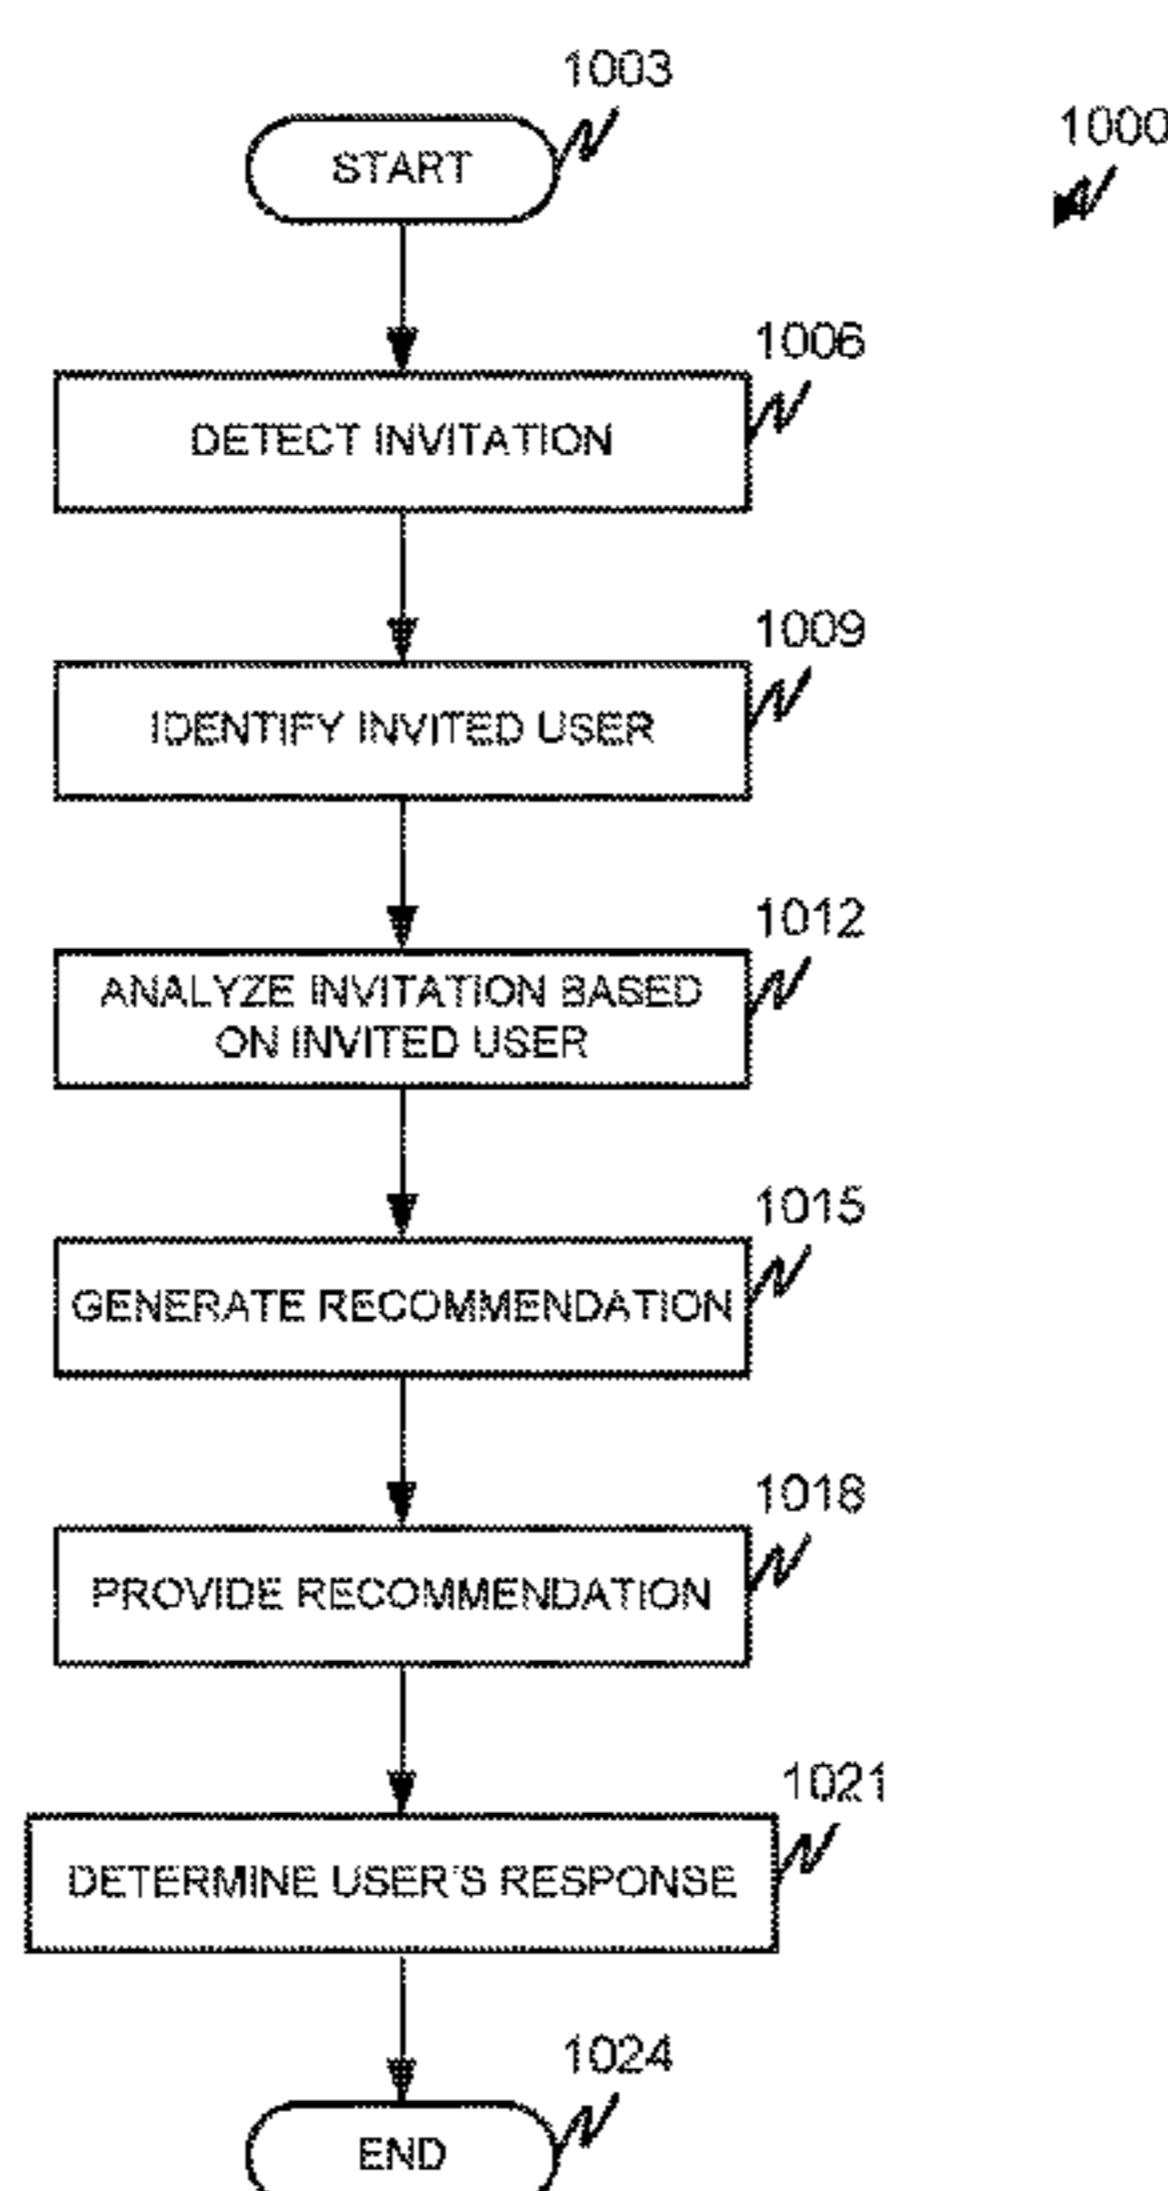 1003
START
1000
1006
DETECT INVITATION
1009
IDENTIFY INVITED USER
1012
ANALYZE INVITATION BASED
ON INVITED USER
1015
GENERATE RECOMMENDATION
1018
PROVIDE RECOMMENDATION
1021
DETERMINE USER'S RESPONSE
1024
END